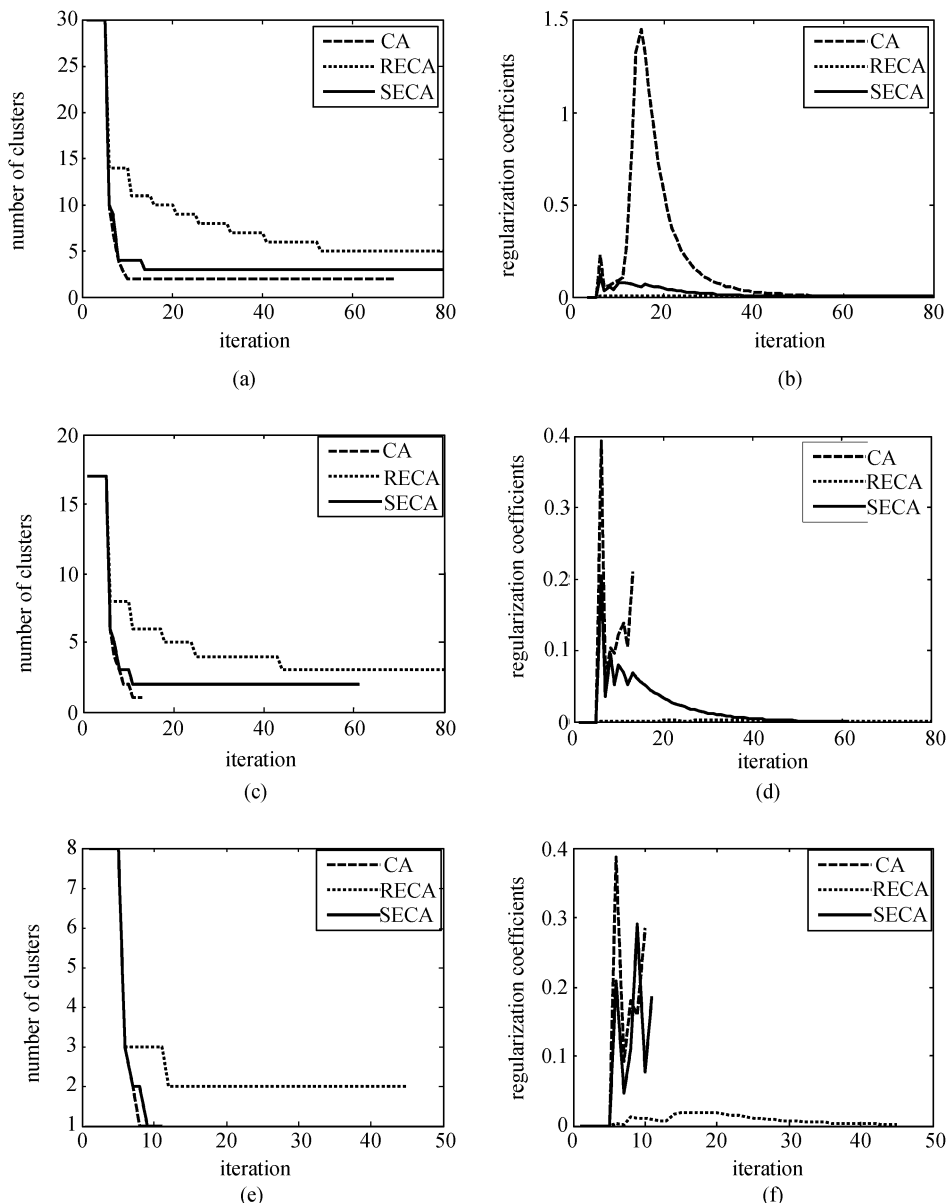 30
25
20
15
10
5
0
0 20 40 60 80
number of clusters
iteration
CA
RECA
SECA
(a)
1.5
1
0.5
0
0 20 40 60 80
regularization coefficients
iteration
CA
RECA
SECA
(b)
20
15
10
5
0
0 20 40 60 80
number of clusters
iteration
CA
RECA
SECA
(c)
0.4
0.3
0.2
0.1
0
0 20 40 60 80
regularization coefficients
iteration
CA
RECA
SECA
(d)
8
7
6
5
4
3
2
1
0 10 20 30 40 50
number of clusters
iteration
CA
RECA
SECA
(e)
0.4
0.3
0.2
0.1
0
0 10 20 30 40 50
regularization coefficients
iteration
CA
RECA
SECA
(f)